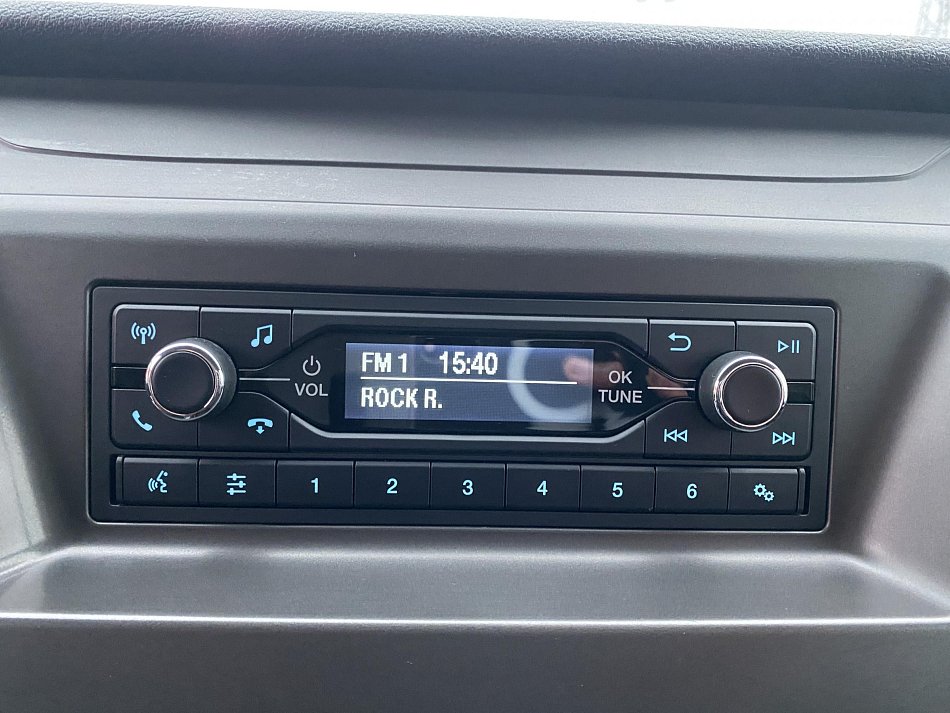 FM 1 15:40
ROCK R.
VOL
OK
TUNE
1 2 3 4 5 6